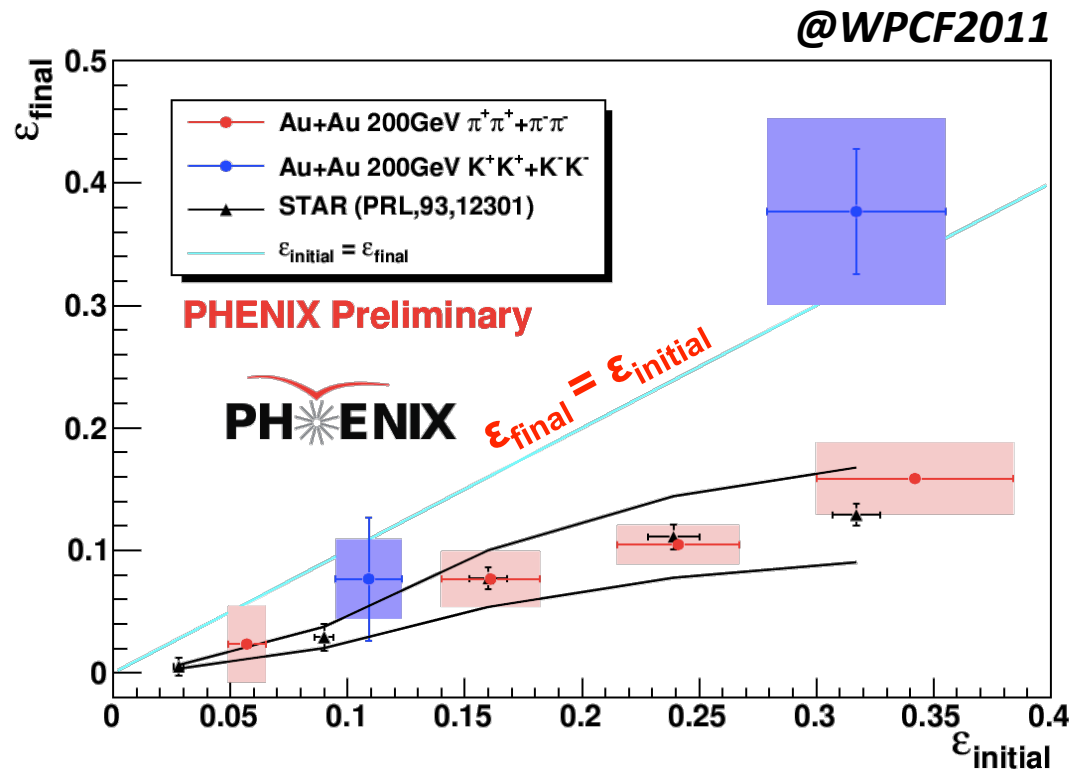 @WPCF2011
ε_final
0.5
0.4
0.3
0.2
0.1
0
Au+Au 200GeV π⁺π⁺+π⁻π⁻
Au+Au 200GeV K⁺K⁺+K⁻K⁻
STAR (PRL,93,12301)
ε_initial = ε_final
PHENIX Preliminary
PHENIX
ε_final = ε_initial
0 0.05 0.1 0.15 0.2 0.25 0.3 0.35 0.4
ε_initial